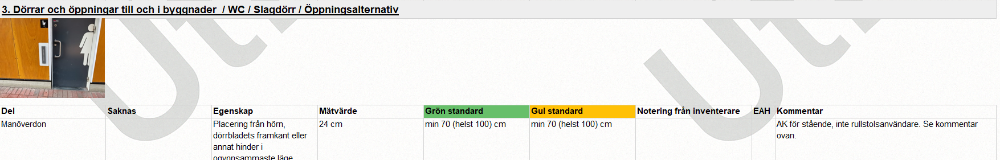 3. Dörrar och öppningar till och i byggnader / WC / Slagdörr / Öppningsalternativ
Del Saknas Egenskap Mätvärde Grön standard Gul standard Notering från inventerare EAH Kommentar
Manöverdon Placering från hörn, 24 cm min 70 (helst 100) cm min 70 (helst 100) cm AK för stående, inte rullstolsanvändare. Se kommentar
dörrbladets framkant eller ovan.
annat hinder i
ogynnsammaste läge